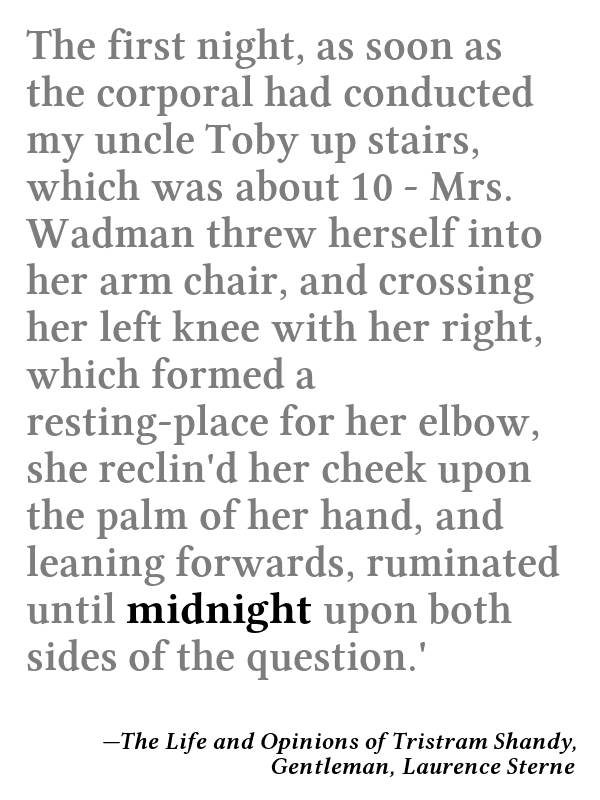 The first night, as soon as
the corporal had conducted
my uncle Toby up stairs,
which was about 10 - Mrs.
Wadman threw herself into
her arm chair, and crossing
her left knee with her right,
which formed a
resting-place for her elbow,
she reclin'd her cheek upon
the palm of her hand, and
leaning forwards, ruminated
until midnight upon both
sides of the question.'
—The Life and Opinions of Tristram Shandy,
Gentleman, Laurence Sterne